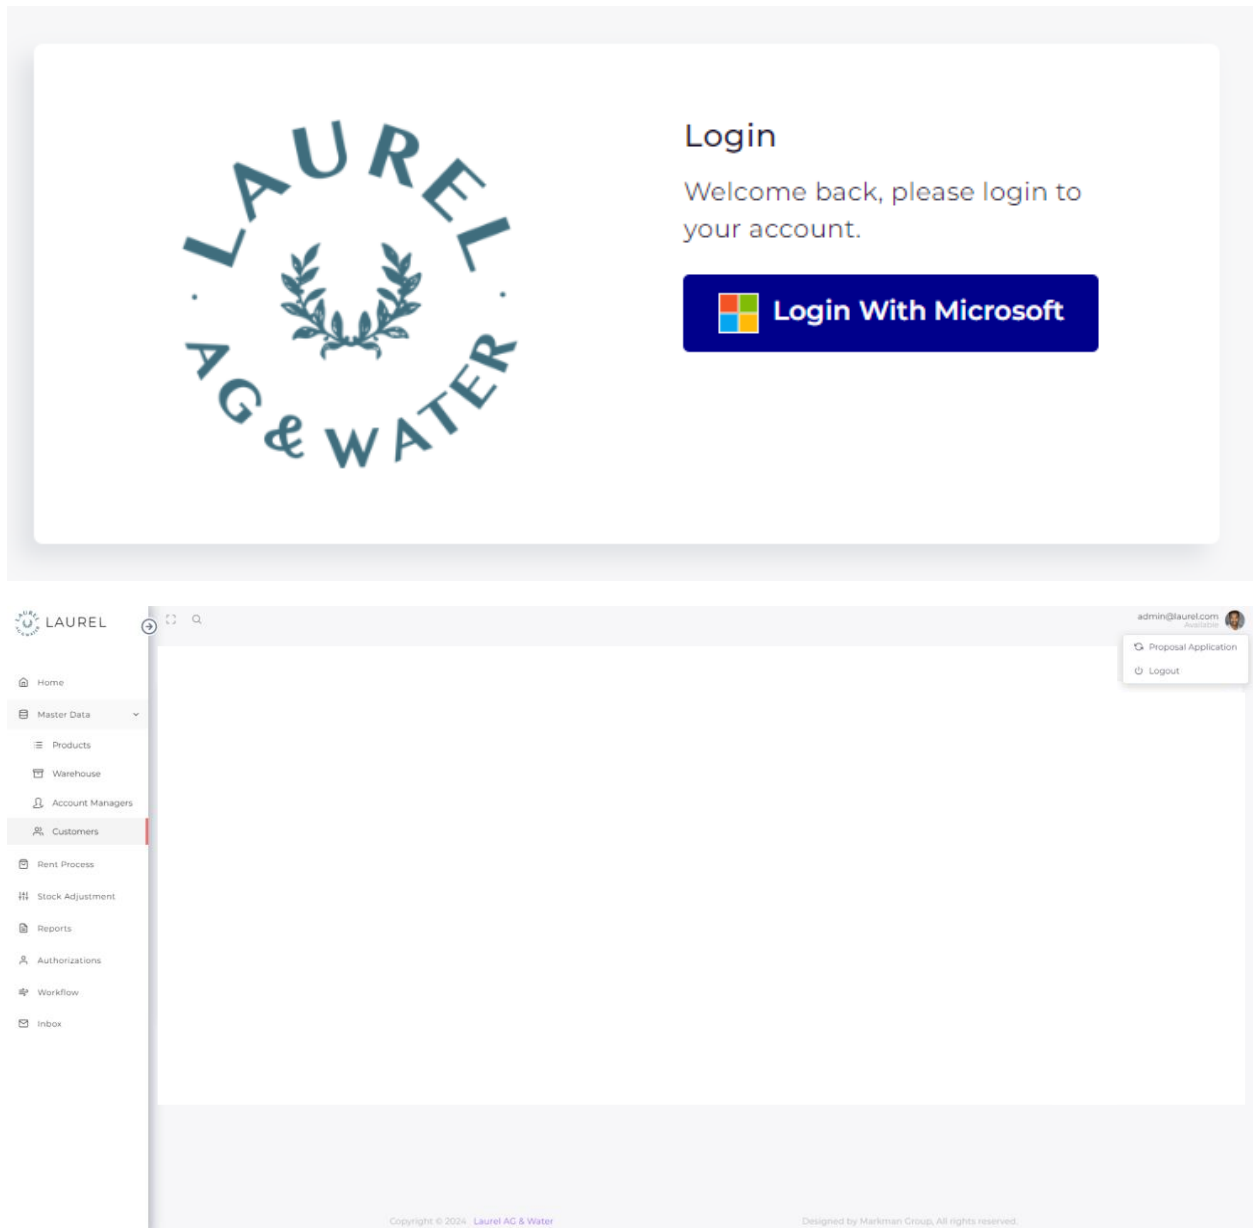 LAUREL
AG & WATER
Login
Welcome back, please login to
your account.
Login With Microsoft
LAUREL
admin@laurel.com
Available
Proposal Application
Logout
Home
Master Data
Products
Warehouse
Account Managers
Customers
Rent Process
Stock Adjustment
Reports
Authorizations
Workflow
Inbox
Copyright © 2024 Laurel AG & Water
Designed by Markman Group, All rights reserved.